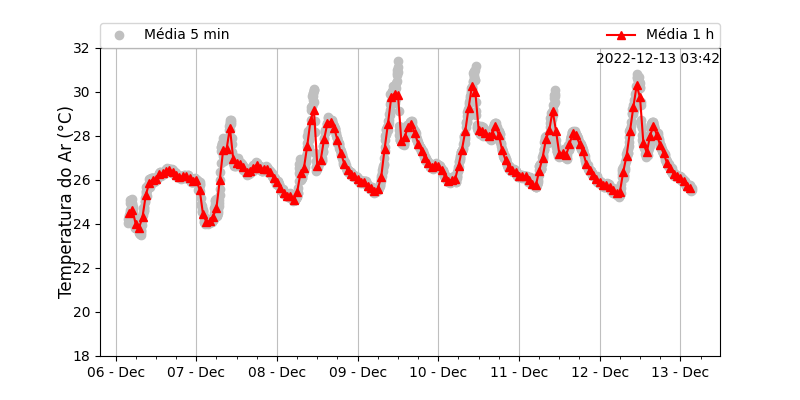 Média 5 min
Média 1 h
2022-12-13 03:42
Temperatura do Ar (°C)
32
30
28
26
24
22
20
18
06 - Dec
07 - Dec
08 - Dec
09 - Dec
10 - Dec
11 - Dec
12 - Dec
13 - Dec